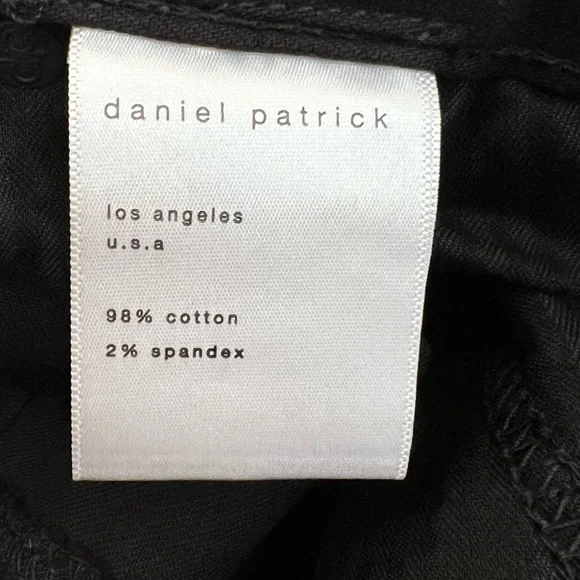 daniel patrick
los angeles
u.s.a
98% cotton
2% spandex